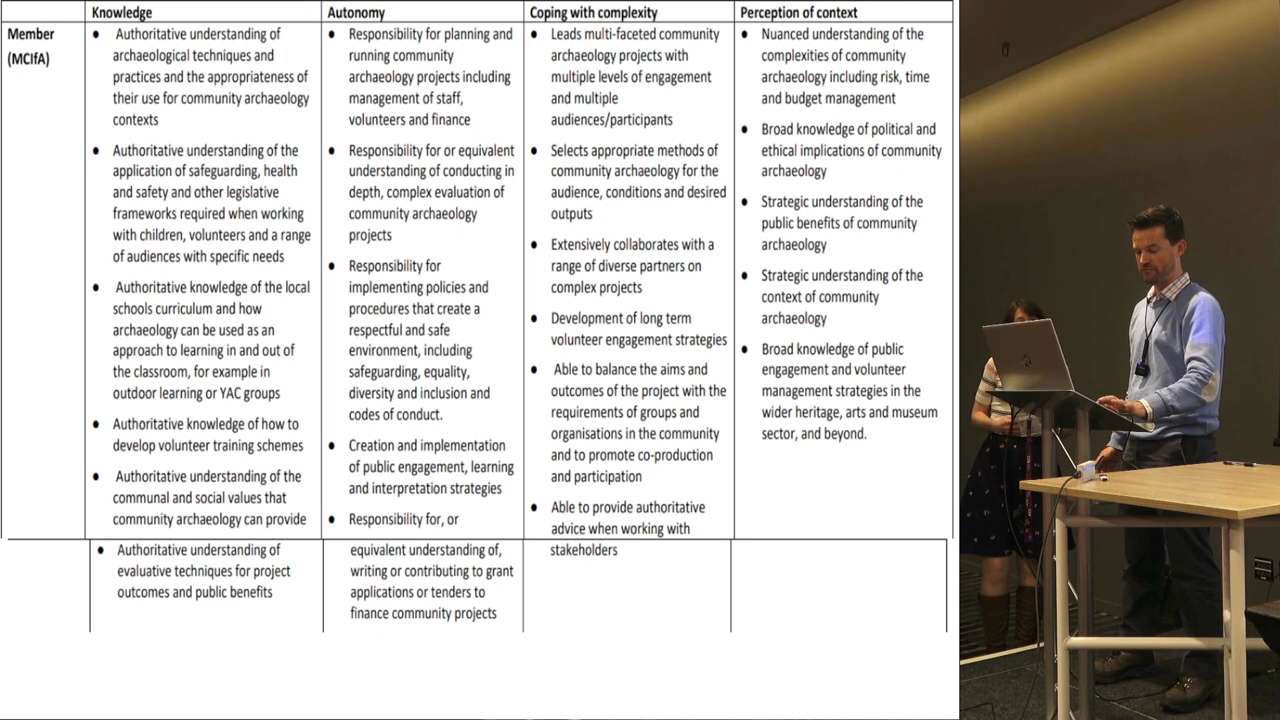 Knowledge
Autonomy
Coping with complexity
Perception of context
Member
(MCIfA)
● Authoritative understanding of
archaeological techniques and
practices and the appropriateness of
their use for community archaeology
contexts
● Authoritative understanding of the
application of safeguarding, health
and safety and other legislative
frameworks required when working
with children, volunteers and a range
of audiences with specific needs
● Authoritative knowledge of the local
schools curriculum and how
archaeology can be used as an
approach to learning in and out of
the classroom, for example in
outdoor learning or YAC groups
● Authoritative knowledge of how to
develop volunteer training schemes
● Authoritative understanding of the
communal and social values that
community archaeology can provide
● Authoritative understanding of
evaluative techniques for project
outcomes and public benefits
● Responsibility for planning and
running community
archaeology projects including
management of staff,
volunteers and finance
● Responsibility for or equivalent
understanding of conducting in
depth, complex evaluation of
community archaeology
projects
● Responsibility for
implementing policies and
procedures that create a
respectful and safe
environment, including
safeguarding, equality,
diversity and inclusion and
codes of conduct.
● Creation and implementation
of public engagement, learning
and interpretation strategies
● Responsibility for, or
equivalent understanding of,
writing or contributing to grant
applications or tenders to
finance community projects
● Leads multi-faceted community
archaeology projects with
multiple levels of engagement
and multiple
audiences/participants
● Selects appropriate methods of
community archaeology for the
audience, conditions and desired
outputs
● Extensively collaborates with a
range of diverse partners on
complex projects
● Development of long term
volunteer engagement strategies
● Able to balance the aims and
outcomes of the project with the
requirements of groups and
organisations in the community
and to promote co-production
and participation
● Able to provide authoritative
advice when working with
stakeholders
● Nuanced understanding of the
complexities of community
archaeology including risk, time
and budget management
● Broad knowledge of political and
ethical implications of community
archaeology
● Strategic understanding of the
public benefits of community
archaeology
● Strategic understanding of the
context of community
archaeology
● Broad knowledge of public
engagement and volunteer
management strategies in the
wider heritage, arts and museum
sector, and beyond.